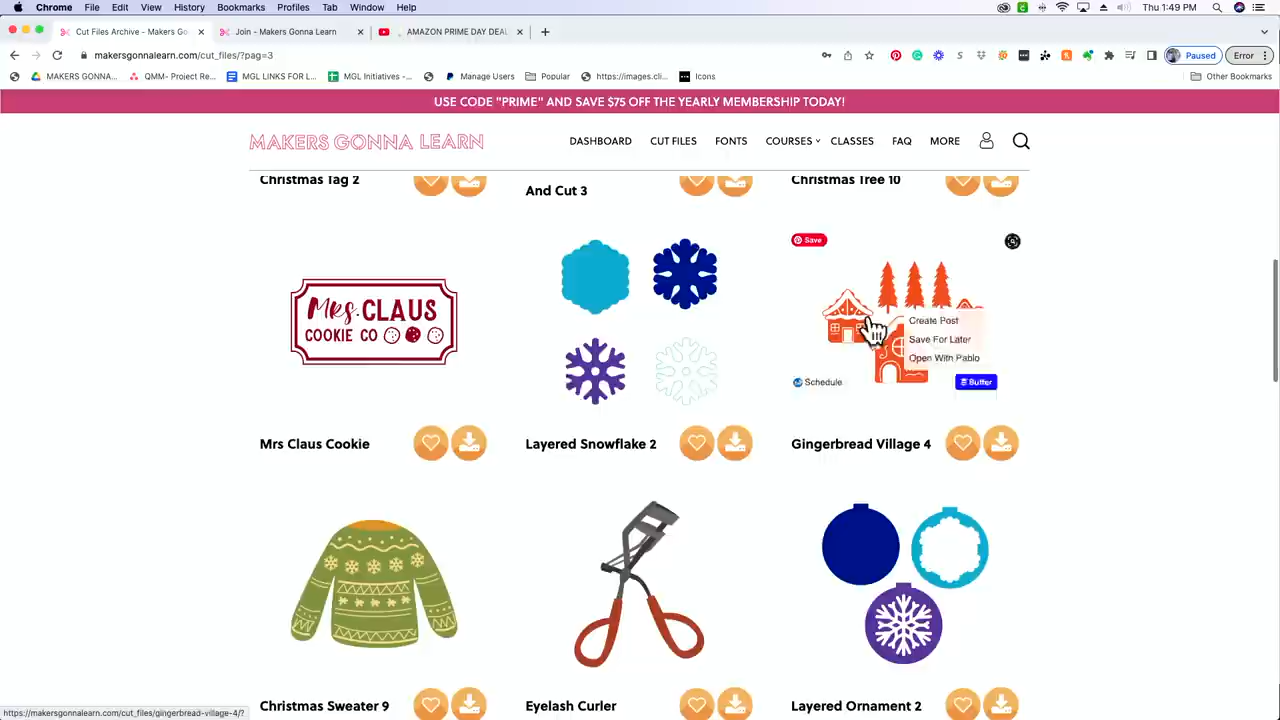 Chrome File Edit View History Bookmarks Profiles Tab Window Help Thu 1:49 PM
Cut Files Archive - Makers Go Join - Makers Gonna Learn AMAZON PRIME DAY DEAL
makersgonnalearn.com/cut_files/?pag=3 Paused Error
MAKERS GONNA... QMM- Project Re... MGL LINKS FOR L... MGL Initiatives -... Manage Users Popular https://images.cli... Icons Other Bookmarks
USE CODE "PRIME" AND SAVE $75 OFF THE YEARLY MEMBERSHIP TODAY!
MAKERS GONNA LEARN DASHBOARD CUT FILES FONTS COURSES CLASSES FAQ MORE
Christmas Tag 2 And Cut 3 Christmas Tree 10
Save
Mrs. CLAUS
COOKIE CO
Create Post
Save For Later
Open With Pablo
Schedule Buffer
Mrs Claus Cookie Layered Snowflake 2 Gingerbread Village 4
Christmas Sweater 9 Eyelash Curler Layered Ornament 2
https://makersgonnalearn.com/cut_files/gingerbread-village-4/?